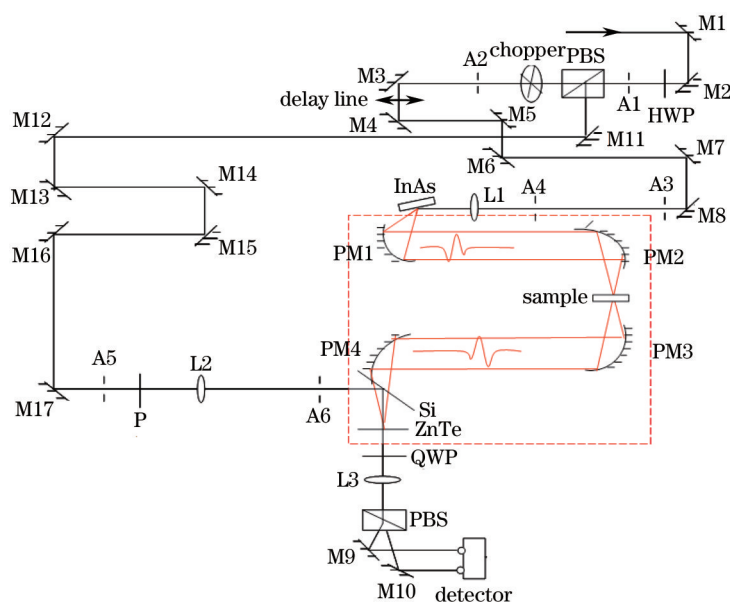 M1
chopper
PBS
A2
M3
M2
A1
HWP
delay line
M4
M5
M12
M11
M7
M6
M13
M14
InAs
L1
A4
A3
M8
M16
M15
PM1
PM2
sample
PM4
PM3
A5
L2
M17
P
A6
Si
ZnTe
QWP
L3
PBS
M9
M10
detector